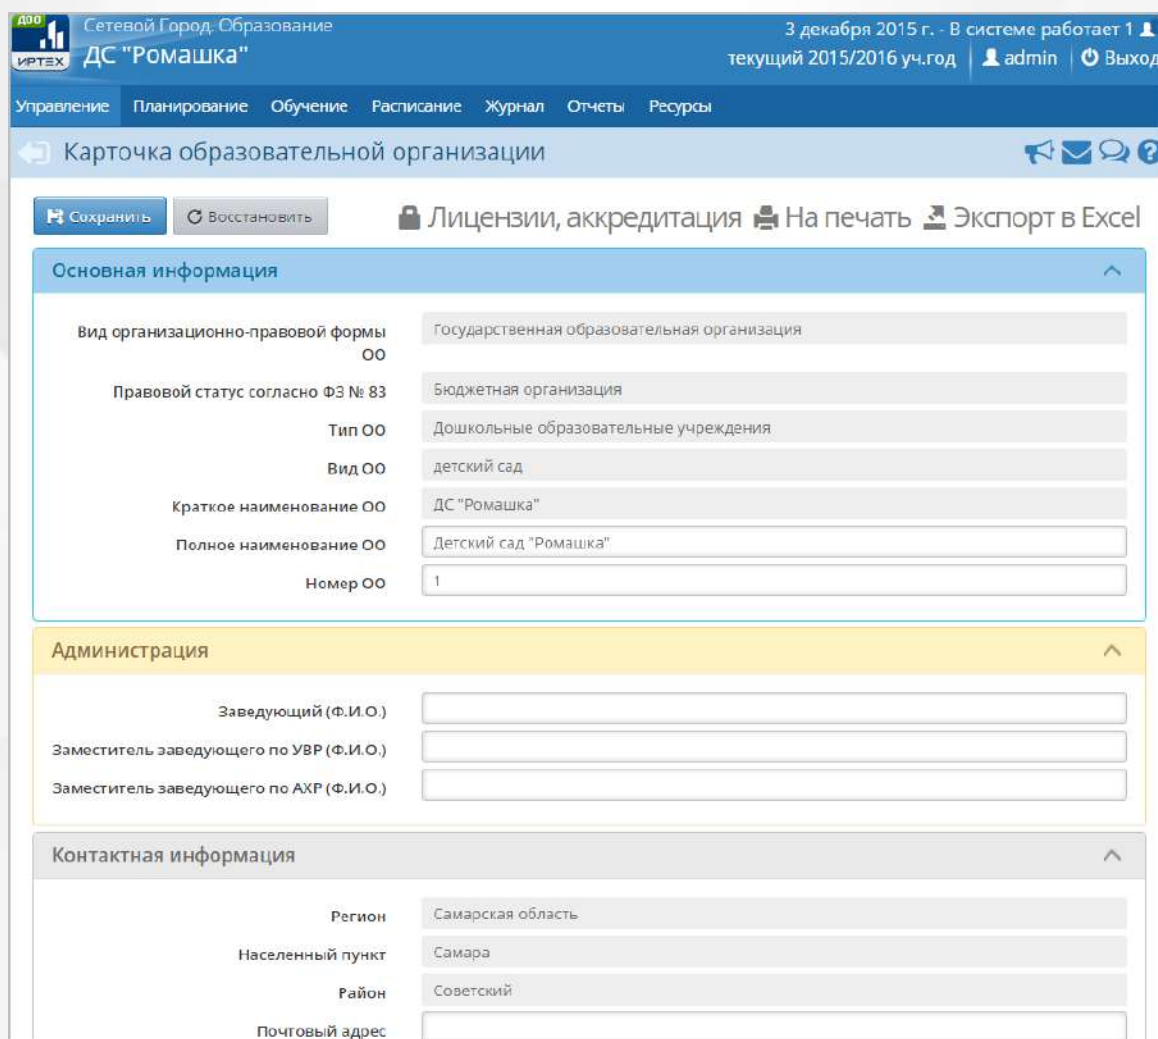 ДОО
ИРТЕХ
Сетевой Город. Образование
ДС "Ромашка"
3 декабря 2015 г. - В системе работает 1
текущий 2015/2016 уч.год admin Выход
Управление Планирование Обучение Расписание Журнал Отчеты Ресурсы
Карточка образовательной организации
?
Сохранить Восстановить Лицензии, аккредитация На печать Экспорт в Excel
Основная информация
Вид организационно-правовой формы ОО Государственная образовательная организация
Правовой статус согласно ФЗ № 83 Бюджетная организация
Тип ОО Дошкольные образовательные учреждения
Вид ОО детский сад
Краткое наименование ОО ДС "Ромашка"
Полное наименование ОО Детский сад "Ромашка"
Номер ОО 1
Администрация
Заведующий (Ф.И.О.)
Заместитель заведующего по УВР (Ф.И.О.)
Заместитель заведующего по АХР (Ф.И.О.)
Контактная информация
Регион Самарская область
Населенный пункт Самара
Район Советский
Почтовый адрес